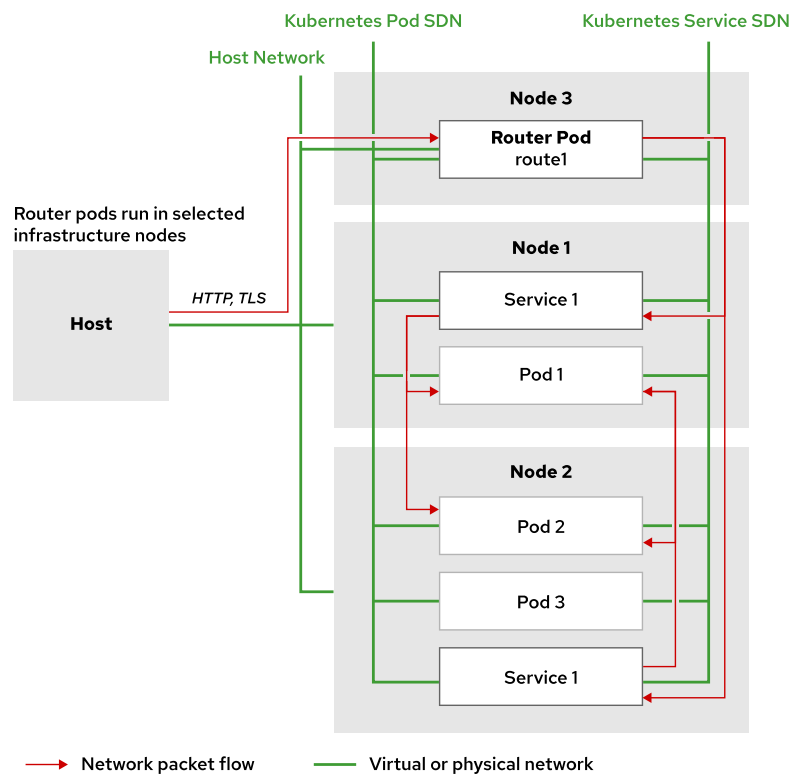 Kubernetes Pod SDN
Kubernetes Service SDN
Host Network
Node 3
Router Pod
route1
Router pods run in selected
infrastructure nodes
Node 1
HTTP, TLS
Service 1
Host
Pod 1
Node 2
Pod 2
Pod 3
Service 1
Network packet flow
Virtual or physical network